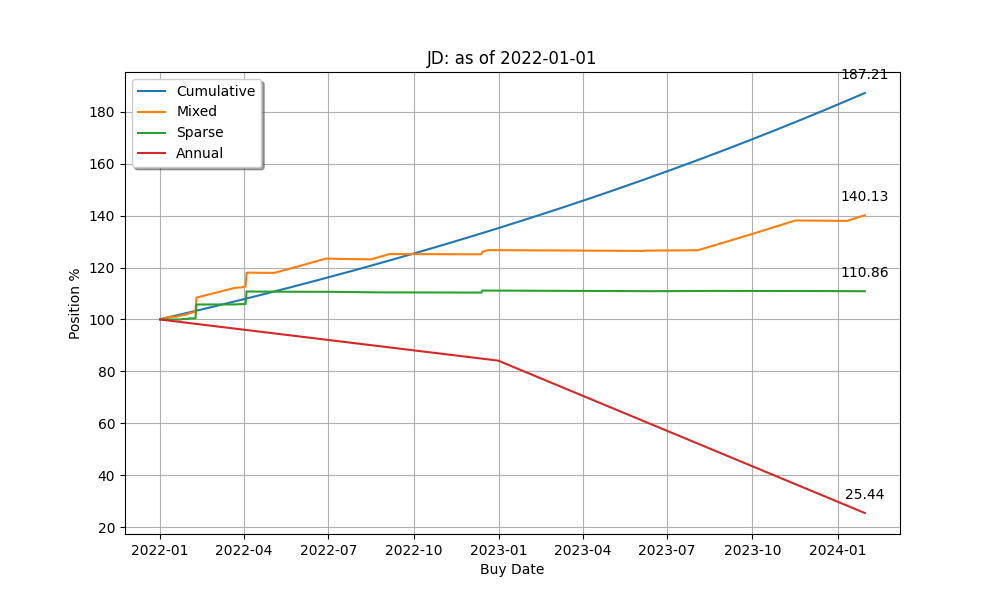 JD: as of 2022-01-01
Cumulative
Mixed
Sparse
Annual
187.21
140.13
110.86
25.44
Position %
180
160
140
120
100
80
60
40
20
2022-01 2022-04 2022-07 2022-10 2023-01 2023-04 2023-07 2023-10 2024-01
Buy Date